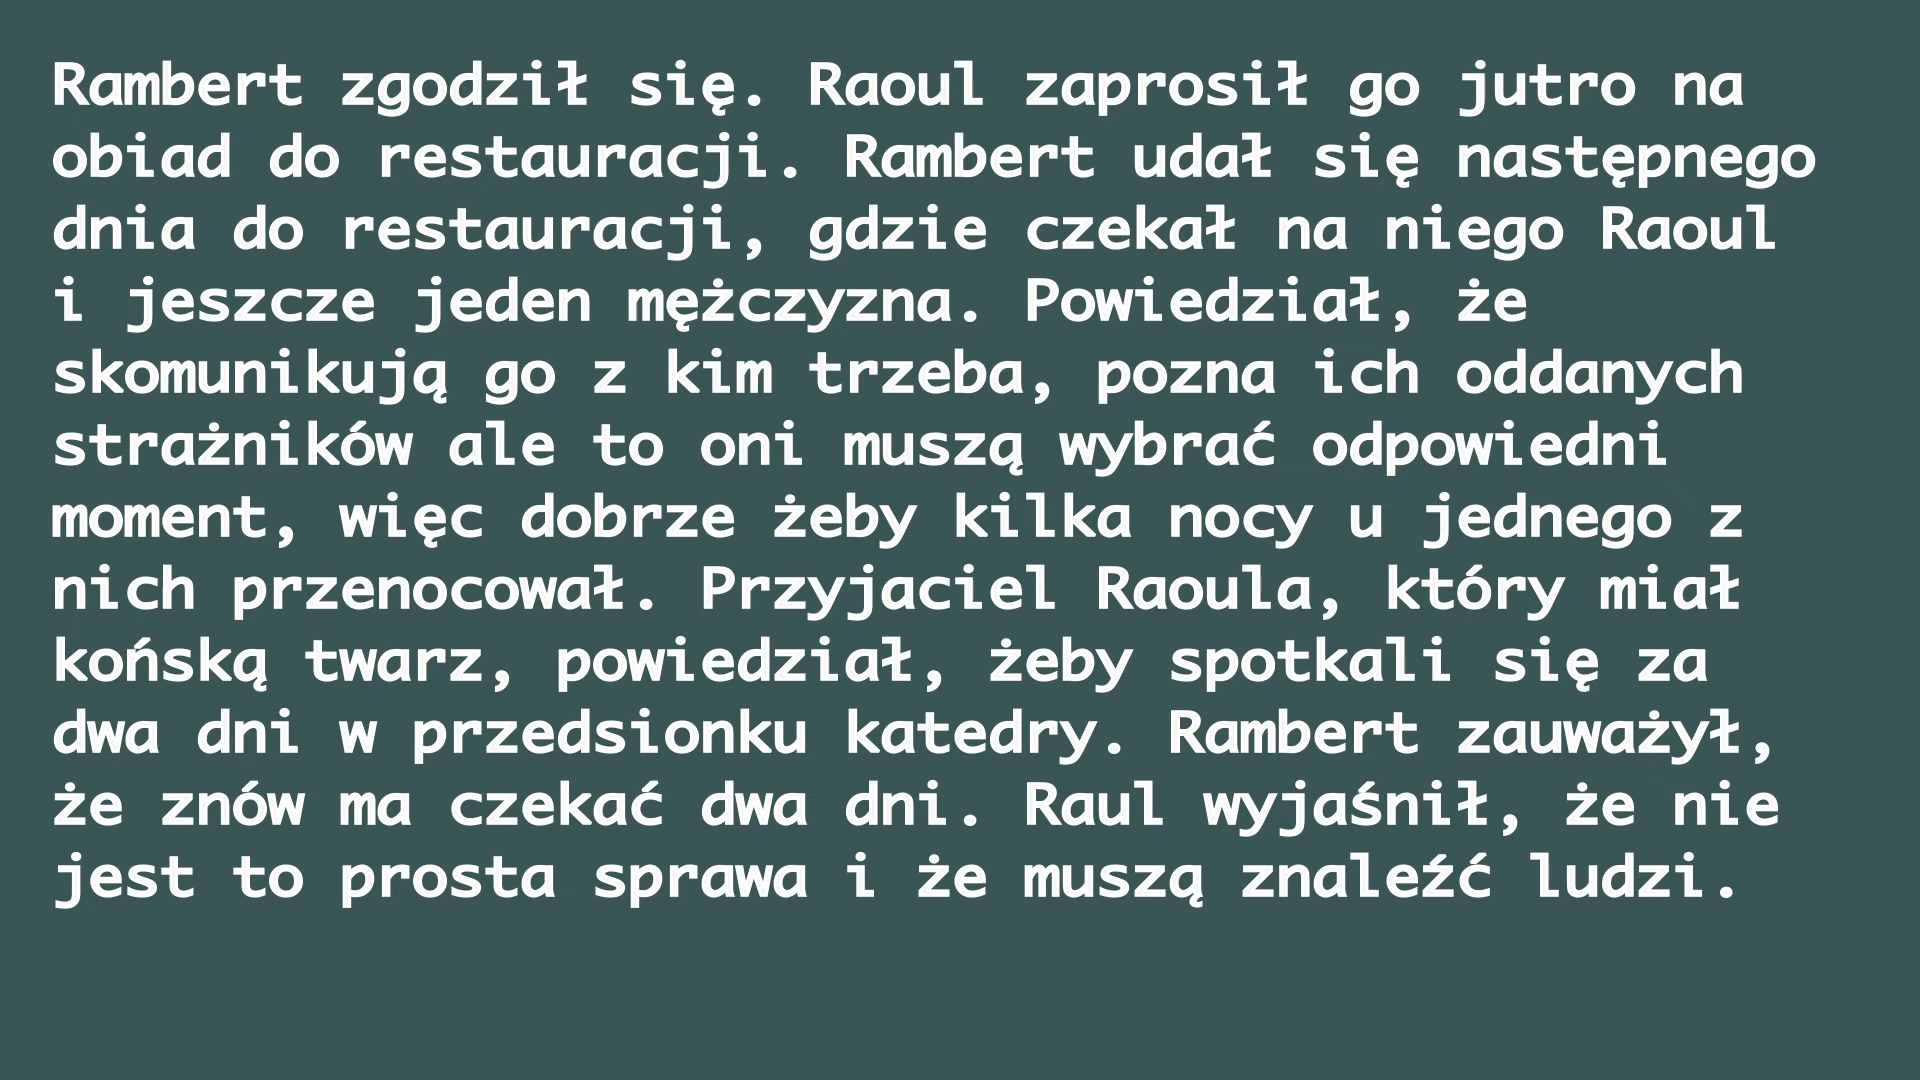 Rambert zgodził się. Raoul zaprosił go jutro na
obiad do restauracji. Rambert udał się następnego
dnia do restauracji, gdzie czekał na niego Raoul
i jeszcze jeden mężczyzna. Powiedział, że
skomunikują go z kim trzeba, pozna ich oddanych
strażników ale to oni muszą wybrać odpowiedni
moment, więc dobrze żeby kilka nocy u jednego z
nich przenocował. Przyjaciel Raoula, który miał
końską twarz, powiedział, żeby spotkali się za
dwa dni w przedsionku katedry. Rambert zauważył,
że znów ma czekać dwa dni. Raul wyjaśnił, że nie
jest to prosta sprawa i że muszą znaleźć ludzi.